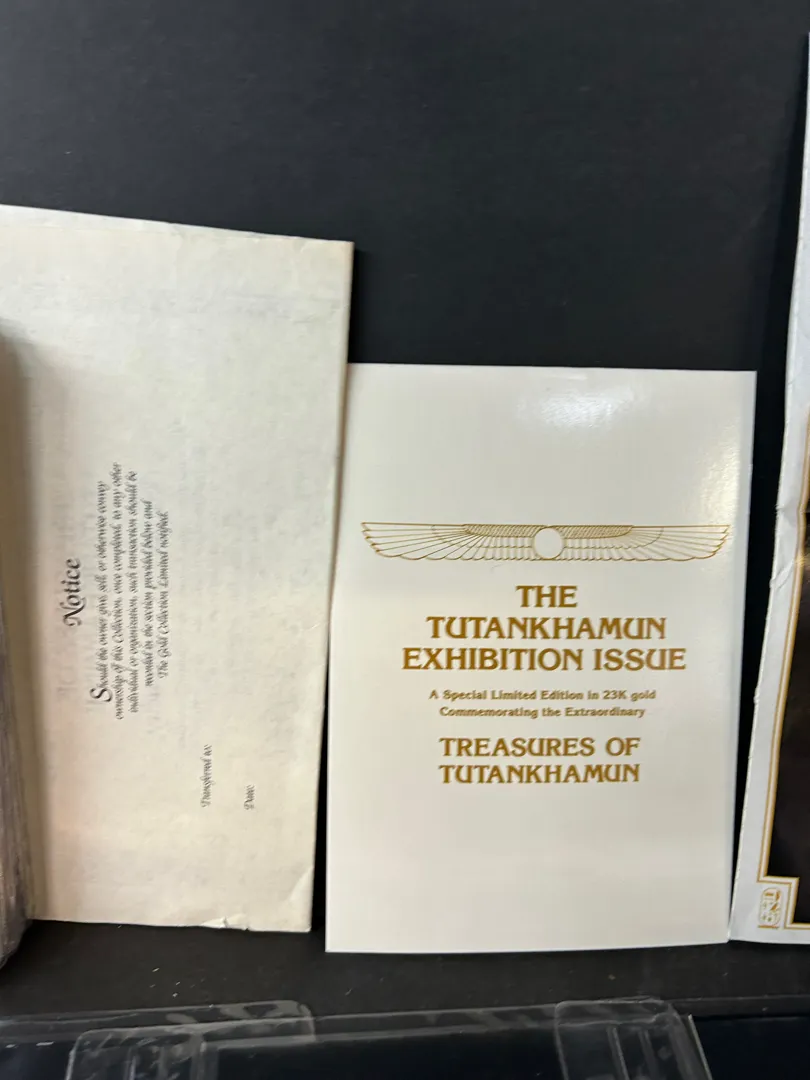 Notice
Should the owner give, sell, or otherwise convey
ownership of this Collection, once completed, to any other
individual or organization, such transaction should be
recorded in the section provided below and
The Gold Collection Limited notified.
Transferred to:
Date:
THE
TUTANKHAMUN
EXHIBITION ISSUE
A Special Limited Edition in 23K gold
Commemorating the Extraordinary
TREASURES OF
TUTANKHAMUN